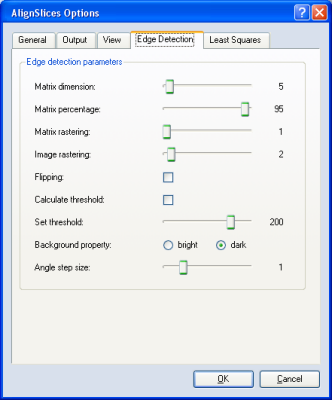 AlignSlices Options
General Output View Edge Detection Least Squares
Edge detection parameters
Matrix dimension: 5
Matrix percentage: 95
Matrix rastering: 1
Image rastering: 2
Flipping:
Calculate threshold:
Set threshold: 200
Background property: bright dark
Angle step size: 1
OK Cancel